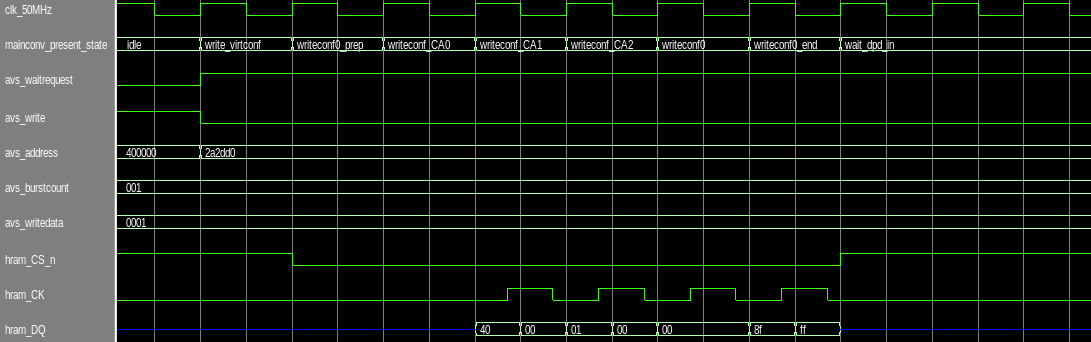 clk_50MHz
mainconv_present_state idle write_virtconf writeconf0_prep writeconf_CA0 writeconf_CA1 writeconf_CA2 writeconf0 writeconf0_end wait_dpd_in
avs_waitrequest
avs_write
avs_address 400000 2a2dd0
avs_burstcount 001
avs_writedata 0001
hram_CS_n
hram_CK
hram_DQ 40 00 01 00 00 8f ff